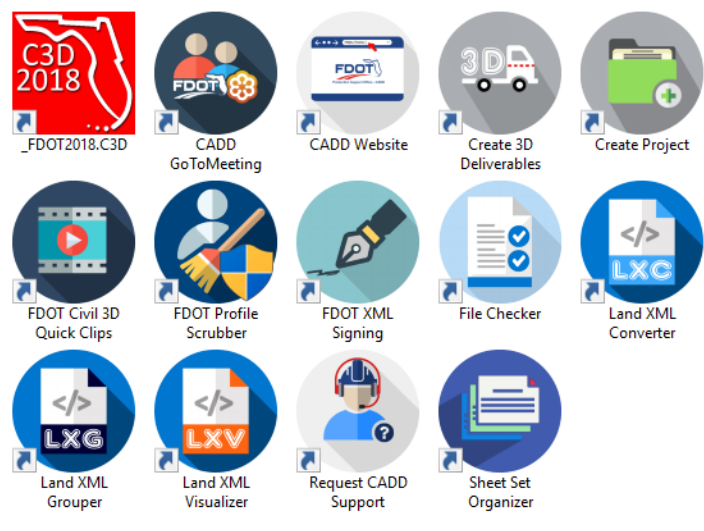 C3D
2018
_FDOT2018.C3D
FDOT
CADD
GoToMeeting
FDOT
CADD Website
3D
Create 3D
Deliverables
Create Project
FDOT Civil 3D
Quick Clips
FDOT Profile
Scrubber
FDOT XML
Signing
File Checker
</>
LXC
Land XML
Converter
</>
LXG
Land XML
Grouper
</>
LXV
Land XML
Visualizer
?
Request CADD
Support
Sheet Set
Organizer